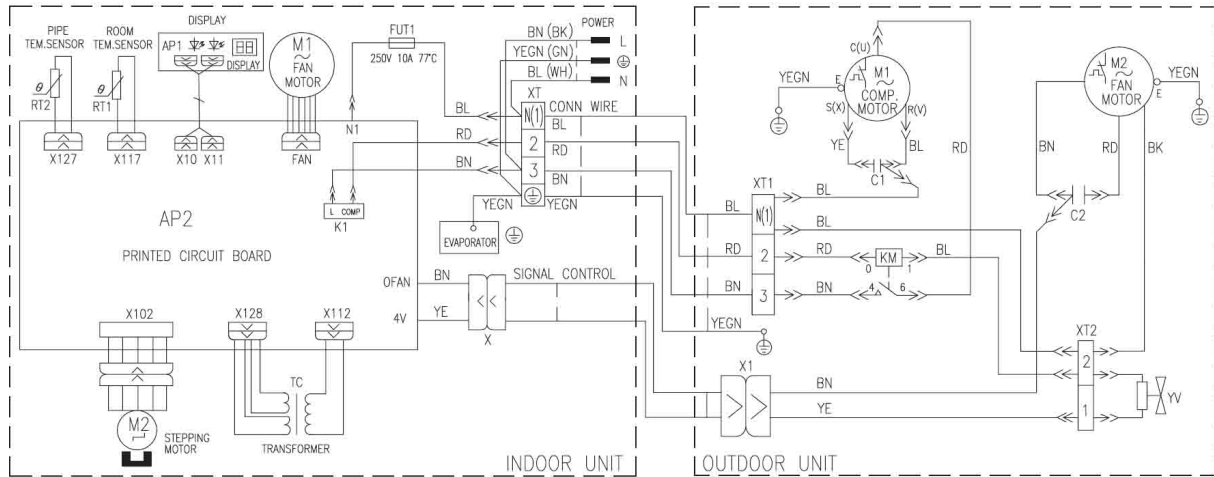 PIPE
TEM.SENSOR
ROOM
TEM.SENSOR
DISPLAY
AP1
DISPLAY
M1
FAN
MOTOR
θ
RT2
θ
RT1
X127
X117
X10
X11
FAN
N1
FUT1
250V 10A 77°C
BN (BK)
YEGN (GN)
BL (WH)
POWER
L
N
XT
N(1)
2
3
CONN WIRE
BL
RD
BN
BL
RD
BN
YEGN
YEGN
L COMP
K1
EVAPORATOR
AP2
PRINTED CIRCUIT BOARD
OFAN
4V
BN
YE
X
SIGNAL CONTROL
X102
X128
X112
TC
TRANSFORMER
M2
STEPPING
MOTOR
INDOOR UNIT
C(U)
M1
COMP.
MOTOR
YEGN
E
S(X)
R(V)
YE
BL
C1
RD
M2
FAN
MOTOR
YEGN
E
BN
RD
BK
C2
XT1
N(1)
2
3
BL
RD
BN
YEGN
BL
BL
RD
0
KM
1
BL
BN
4
6
XT2
2
1
X1
BN
YE
YV
OUTDOOR UNIT